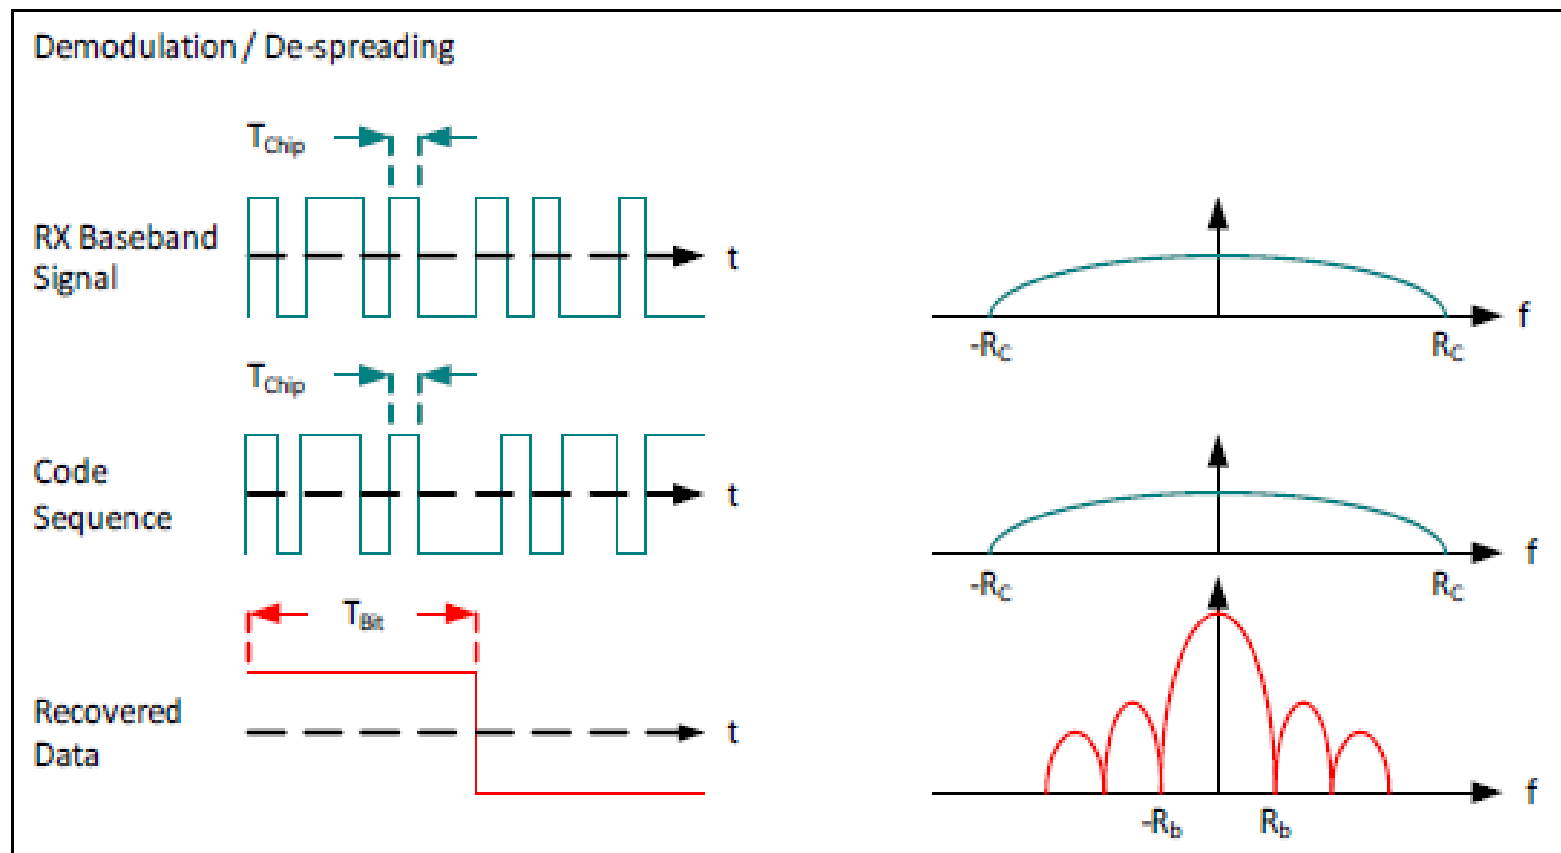 Demodulation / De-spreading
TChip
RX Baseband
Signal
t
f
-RC
RC
TChip
Code
Sequence
t
f
-RC
RC
TBit
Recovered
Data
t
f
-Rb
Rb